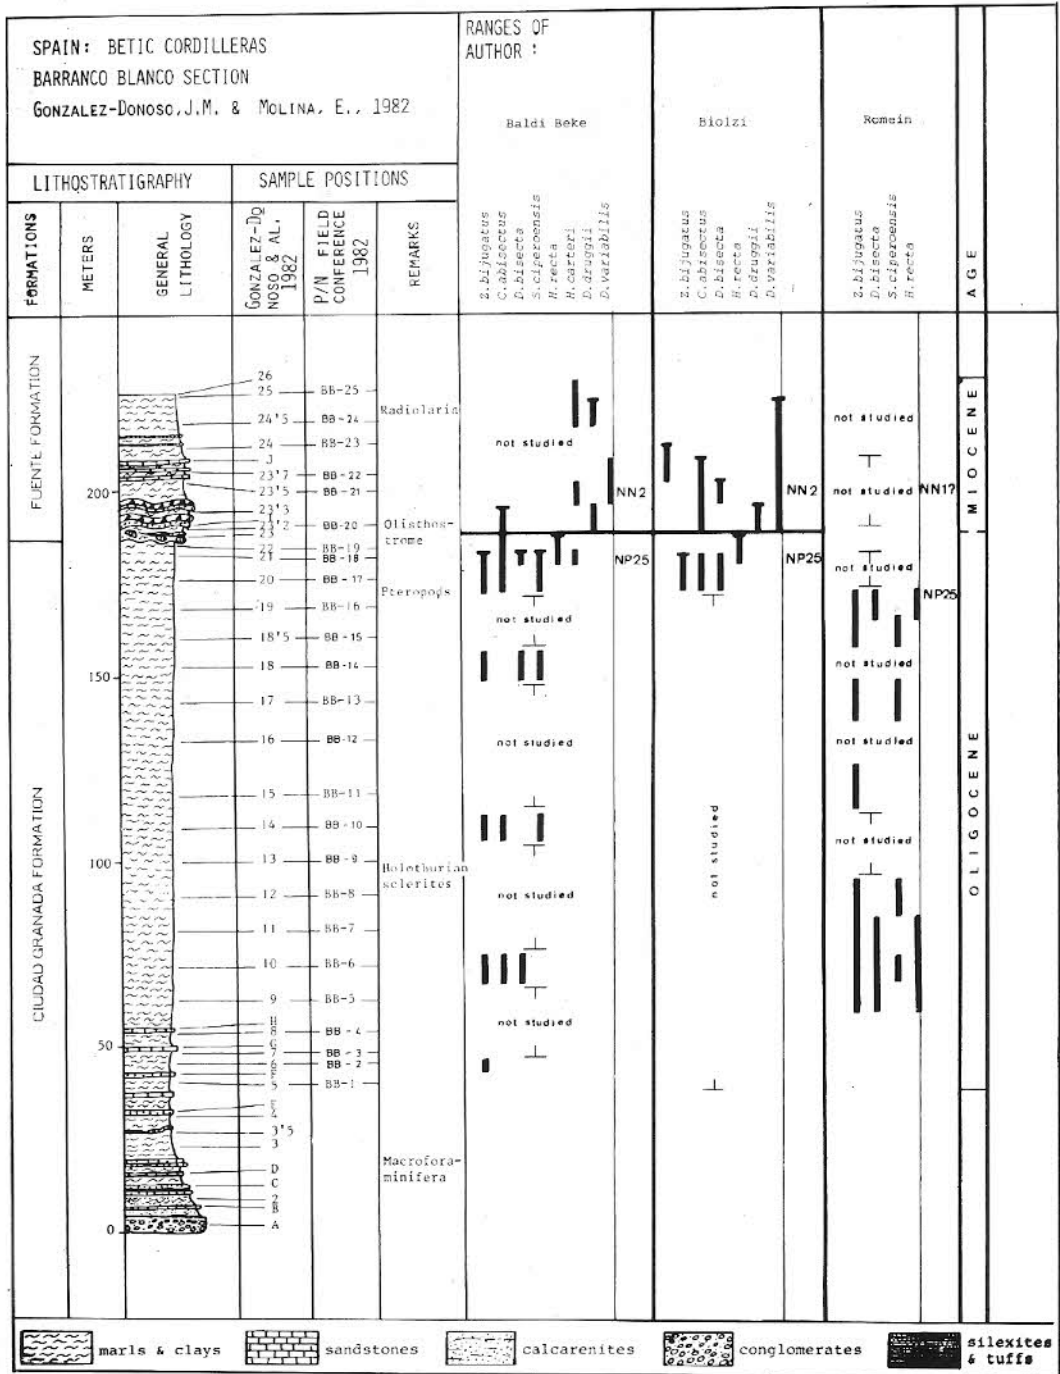 SPAIN: BETIC CORDILLERAS
BARRANCO BLANCO SECTION
GONZALEZ-DONOSO, J.M. & MOLINA, E., 1982
RANGES OF
AUTHOR :
Baldi Beke
Biolzi
Romein
LITHOSTRATIGRAPHY
SAMPLE POSITIONS
FORMATIONS
METERS
GENERAL
LITHOLOGY
GONZALEZ-DO
NOSO & AL.
1982
P/N FIELD
CONFERENCE
1982
REMARKS
Z.bijugatus
C.abisectus
D.bisecta
S.ciperoensis
H.recta
H.carteri
D.druggii
D.variabilis
Z.bijugatus
C.abisectus
D.bisecta
H.recta
D.druggii
D.variabilis
Z.bijugatus
D.bisecta
S.ciperoensis
H.recta
AGE
FUENTE FORMATION
CIUDAD GRANADA FORMATION
200
150
100
50
0
26
25
24'5
24
J
23'7
23'5
23'3
I
23'2
23
22
21
20
19
18'5
18
17
16
15
14
13
12
11
10
9
H
8
G
7
6
F
5
E
4
3'5
3
D
C
2
B
A
BB-25
BB-24
BB-23
BB-22
BB-21
BB-20
BB-19
BB-18
BB-17
BB-16
BB-15
BB-14
BB-13
BB-12
BB-11
BB-10
BB-9
BB-8
BB-7
BB-6
BB-5
BB-4
BB-3
BB-2
BB-1
Radiolaria
Olisthos-
trome
Pteropods
Holothurian
sclerites
Macrofora-
minifera
not studied
not studied
not studied
not studied
not studied
NN2
NP25
not studied
NN2
NP25
not studied
not studied
not studied
not studied
not studied
not studied
NN1?
NP25
MIOCENE
OLIGOCENE
marls & clays
sandstones
calcarenites
conglomerates
silexites
& tuffs